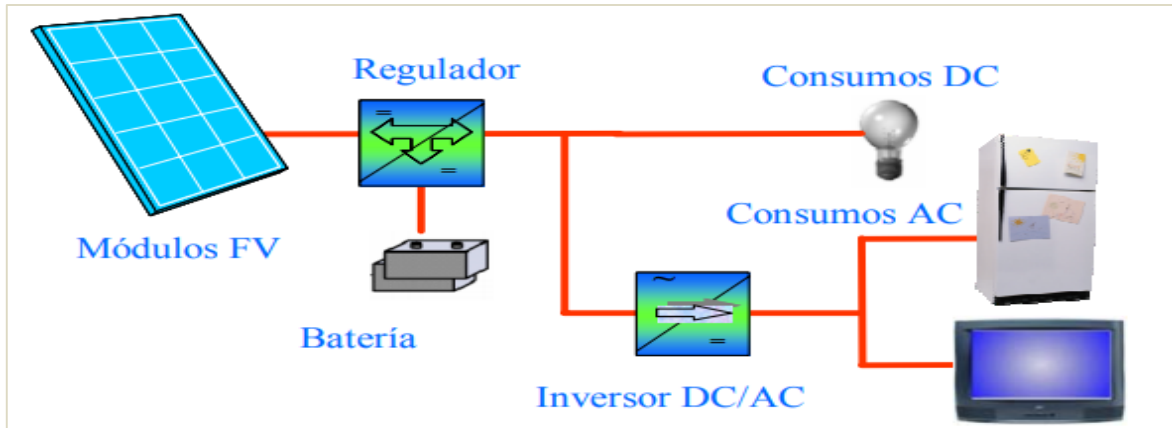 Regulador
Consumos DC
Módulos FV
Consumos AC
Batería
Inversor DC/AC